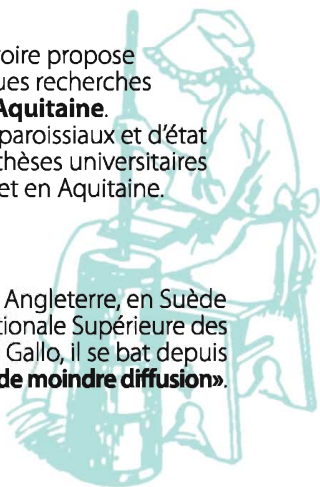 oire propose
ues recherches
Aquitaine.
paroissiaux et d'état
thèses universitaires
et en Aquitaine.
Angleterre, en Suède
tionale Supérieure des
Gallo, il se bat depuis
de moindre diffusion».